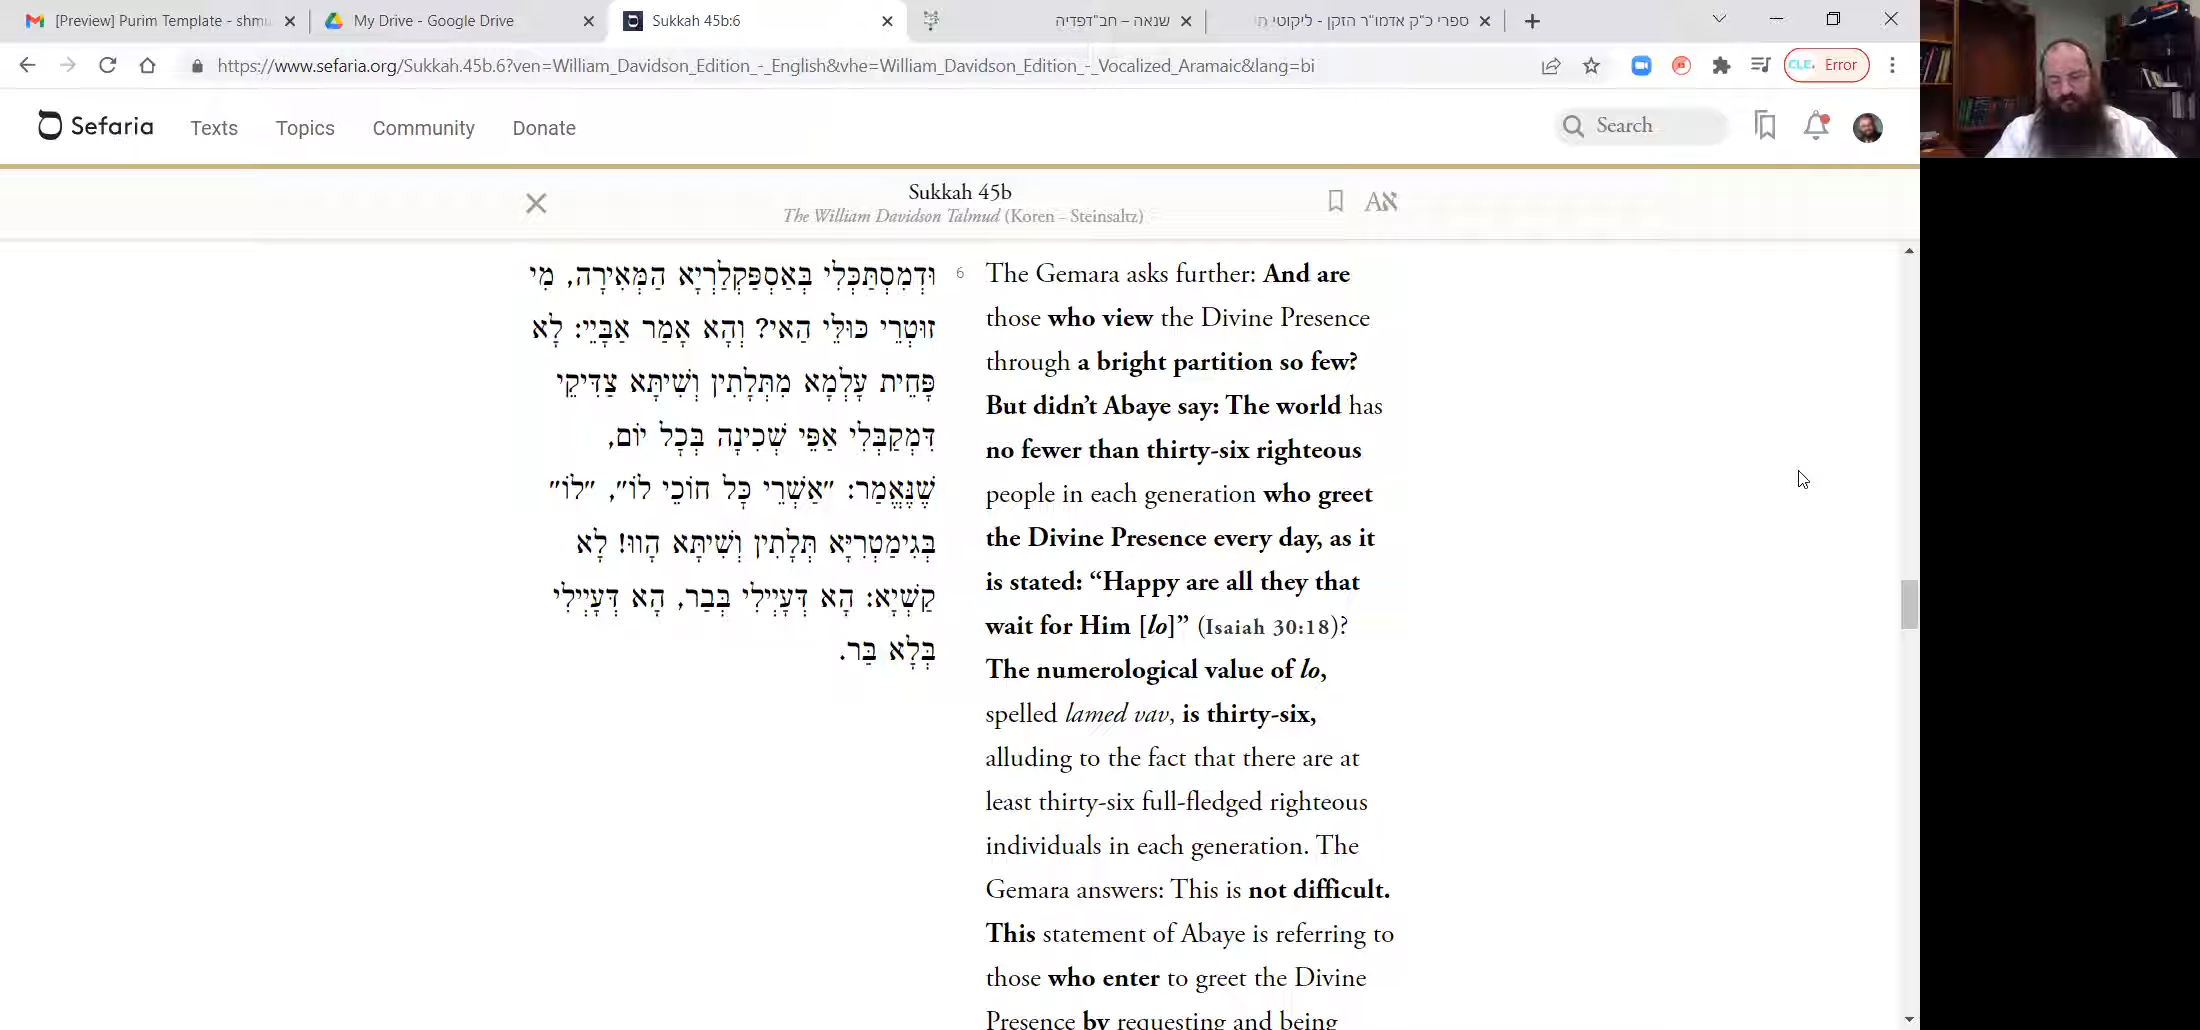 [Preview] Purim Template - shmu
My Drive - Google Drive
Sukkah 45b:6
שנאה – חב"דפדיה
ספרי כ"ק אדמו"ר הזקן - ליקוטי תו
https://www.sefaria.org/Sukkah.45b.6?ven=William_Davidson_Edition_-_English&vhe=William_Davidson_Edition_-_Vocalized_Aramaic&lang=bi
CLE. Error
Sefaria
Texts
Topics
Community
Donate
Search
Sukkah 45b
The William Davidson Talmud (Koren - Steinsaltz)
Aא
וּדְמִסְתַּכְּלִי בְּאַסְפַּקְלַרְיָא הַמְּאִירָה, מִי
זוּטְרֵי כּוּלֵּי הַאי? וְהָא אָמַר אַבָּיֵי: לָא
פָּחֵית עָלְמָא מִתְּלָתִין וְשִׁיתָּא צַדִּיקֵי
דִּמְקַבְּלִי אַפֵּי שְׁכִינָה בְּכׇל יוֹם,
שֶׁנֶּאֱמַר: ״אַשְׁרֵי כׇּל חוֹכֵי לוֹ״, ״לוֹ״
בְּגִימַטְרִיָּא תְּלָתִין וְשִׁיתָּא הָווּ! לָא
קַשְׁיָא: הָא דְּעָיְילִי בְּבַר, הָא דְּעָיְילִי
בְּלָא בַּר.
6
The Gemara asks further: And are
those who view the Divine Presence
through a bright partition so few?
But didn’t Abaye say: The world has
no fewer than thirty-six righteous
people in each generation who greet
the Divine Presence every day, as it
is stated: “Happy are all they that
wait for Him [lo]” (Isaiah 30:18)?
The numerological value of lo,
spelled lamed vav, is thirty-six,
alluding to the fact that there are at
least thirty-six full-fledged righteous
individuals in each generation. The
Gemara answers: This is not difficult.
This statement of Abaye is referring to
those who enter to greet the Divine
Presence by requesting and being